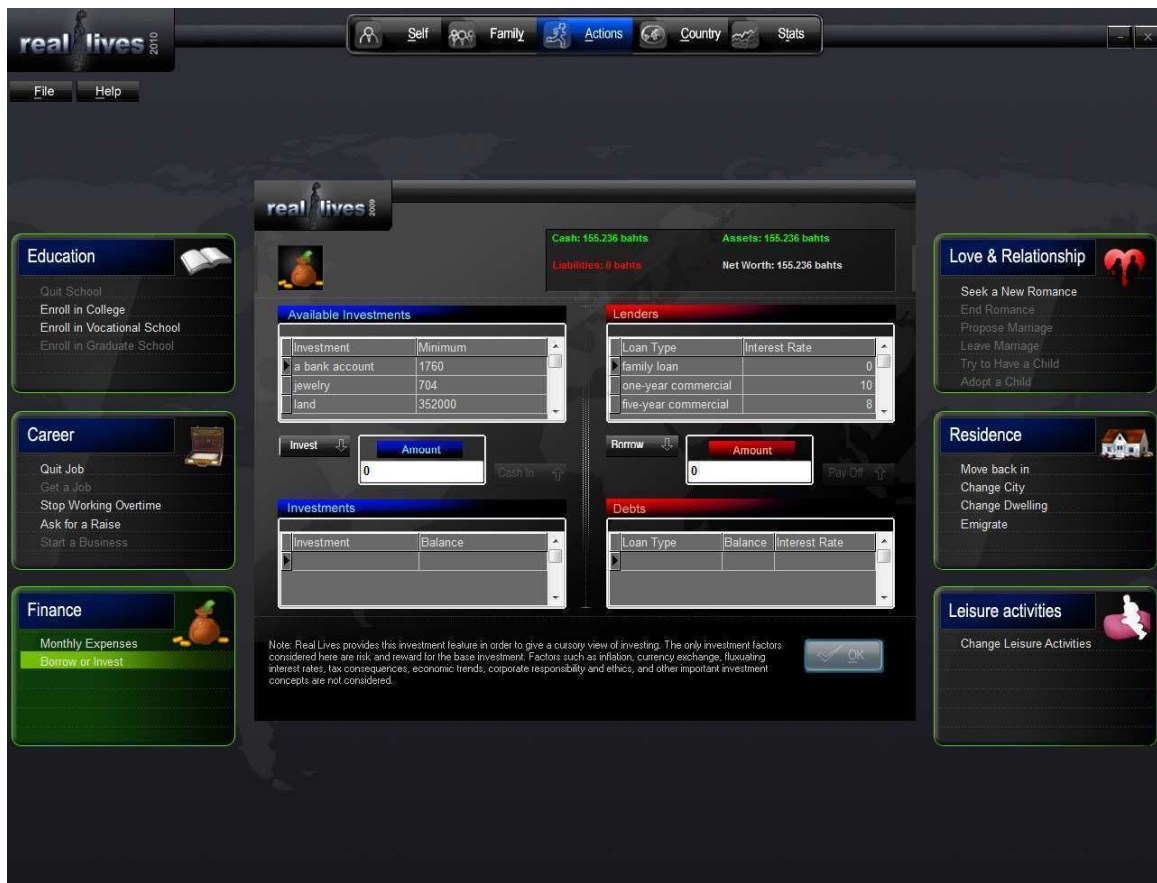 real lives 2010
Self Family Actions Country Stats
File Help
real lives 2009
Cash: 155.236 bahts Assets: 155.236 bahts
Liabilities: 0 bahts Net Worth: 155.236 bahts
Education
Quit School
Enroll in College
Enroll in Vocational School
Enroll in Graduate School
Career
Quit Job
Get a Job
Stop Working Overtime
Ask for a Raise
Start a Business
Finance
Monthly Expenses
Borrow or Invest
Available Investments
Investment Minimum
a bank account 1760
jewelry 704
land 352000
Invest
Amount
0
Cash In
Investments
Investment Balance
Lenders
Loan Type Interest Rate
family loan 0
one-year commercial 10
five-year commercial 8
Borrow
Amount
0
Pay Off
Debts
Loan Type Balance Interest Rate
Note: Real Lives provides this investment feature in order to give a cursory view of investing. The only investment factors
considered here are risk and reward for the base investment. Factors such as inflation, currency exchange, fluxuating
interest rates, tax consequences, economic trends, corporate responsibility and ethics, and other important investment
concepts are not considered.
OK
Love & Relationship
Seek a New Romance
End Romance
Propose Marriage
Leave Marriage
Try to Have a Child
Adopt a Child
Residence
Move back in
Change City
Change Dwelling
Emigrate
Leisure activities
Change Leisure Activities